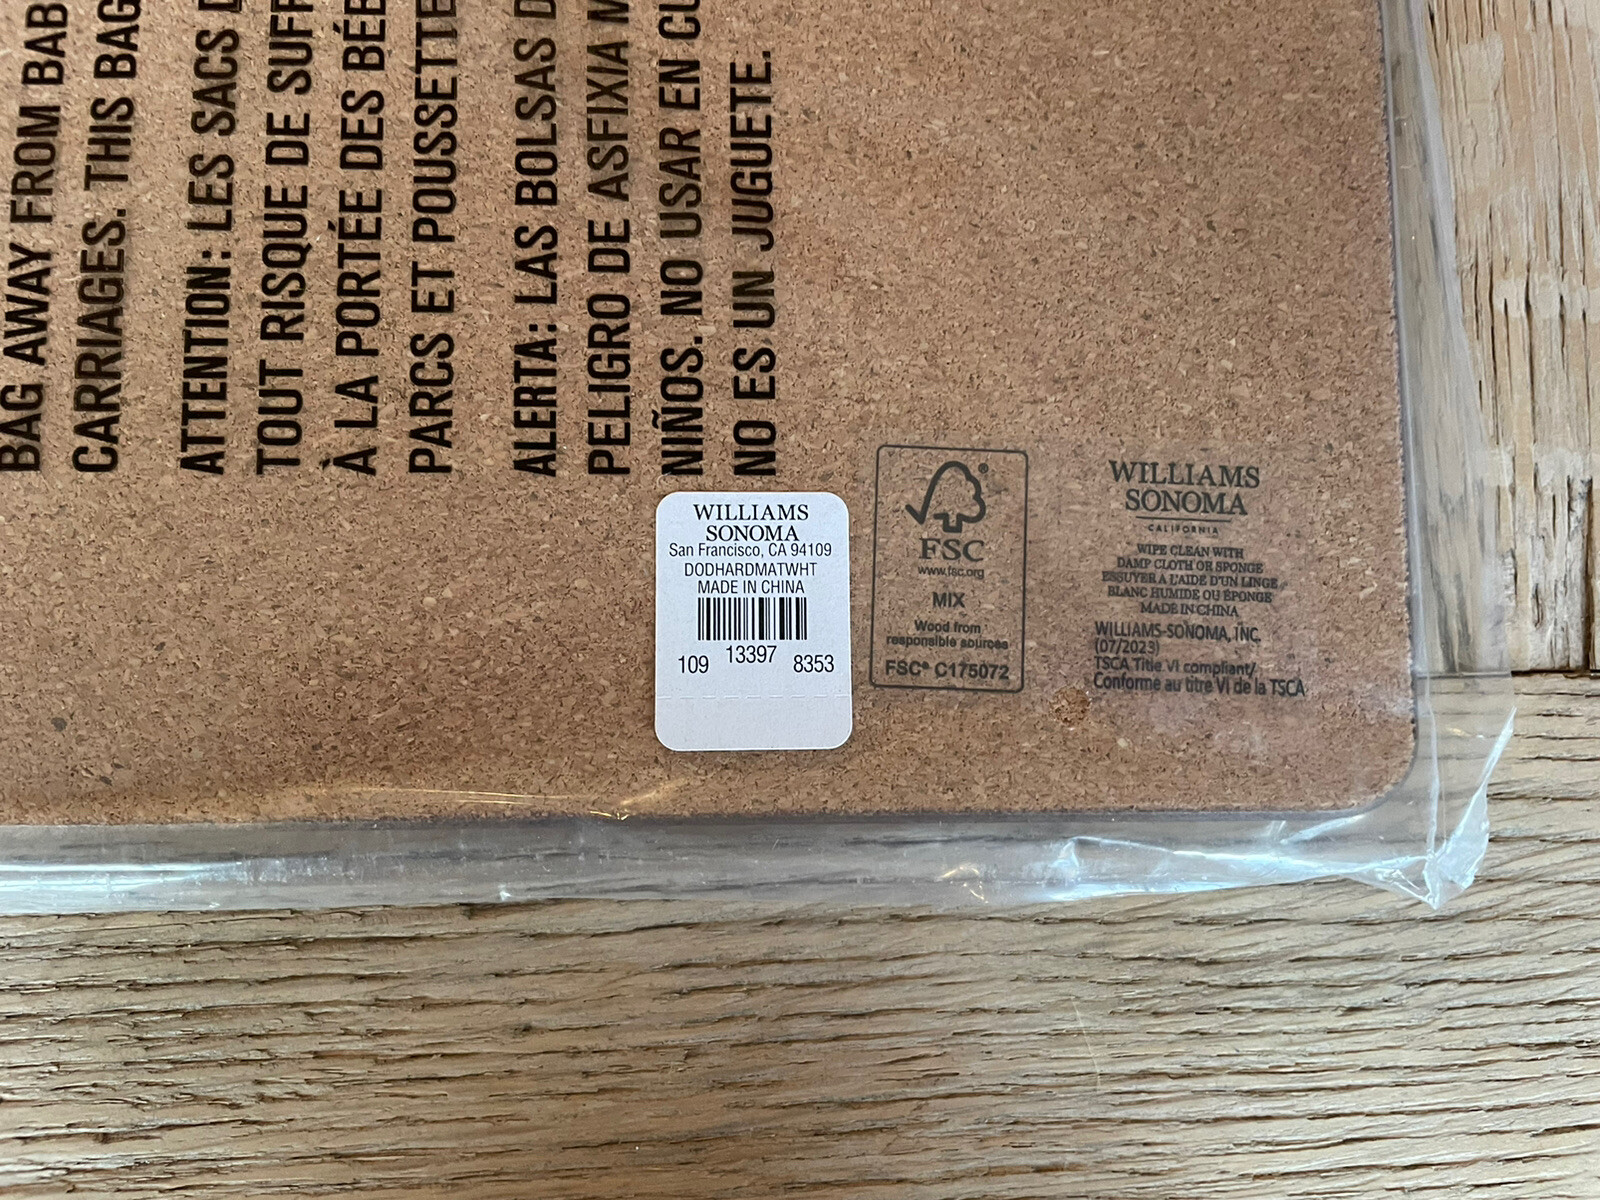 BAG AWAY FROM BAB
CARRIAGES. THIS BAG
ATTENTION: LES SACS D
TOUT RISQUE DE SUFF
À LA PORTÉE DES BÉB
PARCS ET POUSSETTE
ALERTA: LAS BOLSAS D
PELIGRO DE ASFIXIA M
NIÑOS. NO USAR EN CU
NO ES UN JUGUETE.
WILLIAMS
SONOMA
San Francisco, CA 94109
DODHARDMATWHT
MADE IN CHINA
109 13397 8353
FSC
www.fsc.org
MIX
Wood from
responsible sources
FSC® C175072
WILLIAMS
SONOMA
CALIFORNIA
WIPE CLEAN WITH
DAMP CLOTH OR SPONGE
ESSUYER A L'AIDE D'UN LINGE
BLANC HUMIDE OU ÉPONGE
MADE IN CHINA
WILLIAMS-SONOMA, INC.
(07/2023)
TSCA Title VI compliant/
Conforme au titre VI de la TSCA